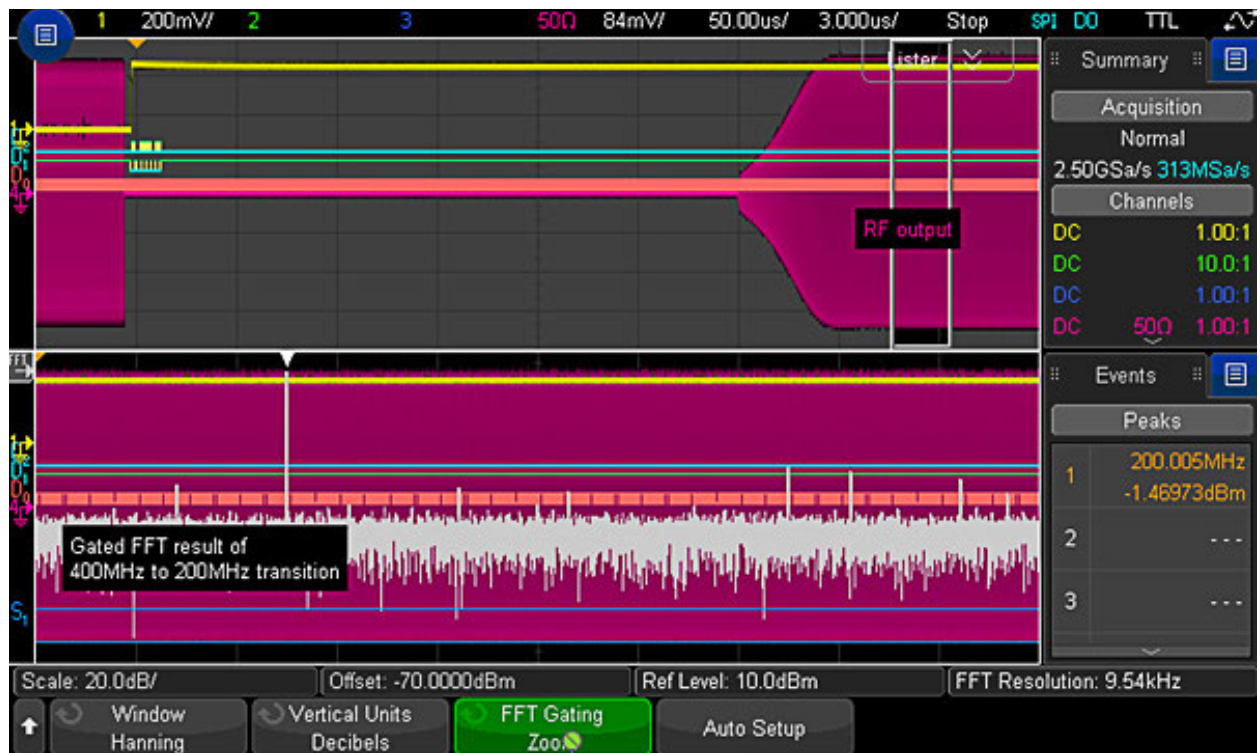 1 200mV/ 2 3 50Ω 84mV/ 50.00us/ 3.000us/ Stop SPI D0 TTL
Lister
Summary
Acquisition
Normal
2.50GSa/s 313MSa/s
Channels
DC 1.00:1
DC 10.0:1
DC 1.00:1
DC 50Ω 1.00:1
RF output
FFT
Events
Peaks
1 200.005MHz
-1.46973dBm
2 ---
3 ---
Gated FFT result of
400MHz to 200MHz transition
S1
Scale: 20.0dB/ Offset: -70.0000dBm Ref Level: 10.0dBm FFT Resolution: 9.54kHz
Window
Hanning
Vertical Units
Decibels
FFT Gating
Auto Setup